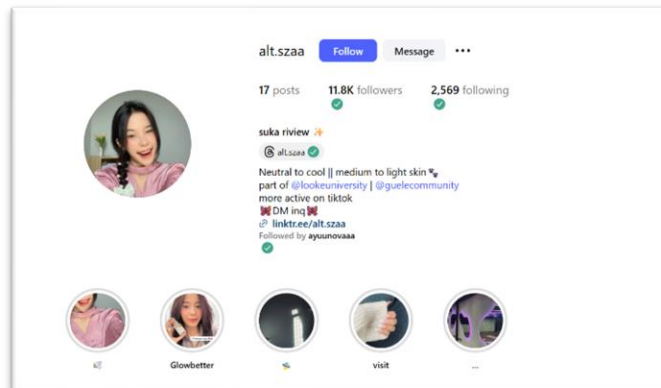 alt.szaa Follow Message •••
17 posts 11.8K followers 2,569 following
suka riview ✨
alt.szaa
Neutral to cool || medium to light skin 🐾
part of @lookeuniversity | @guelecommunity
more active on tiktok
🎀DM inq🎀
linktr.ee/alt.szaa
Followed by ayuunovaaa
Glowbetter visit ...